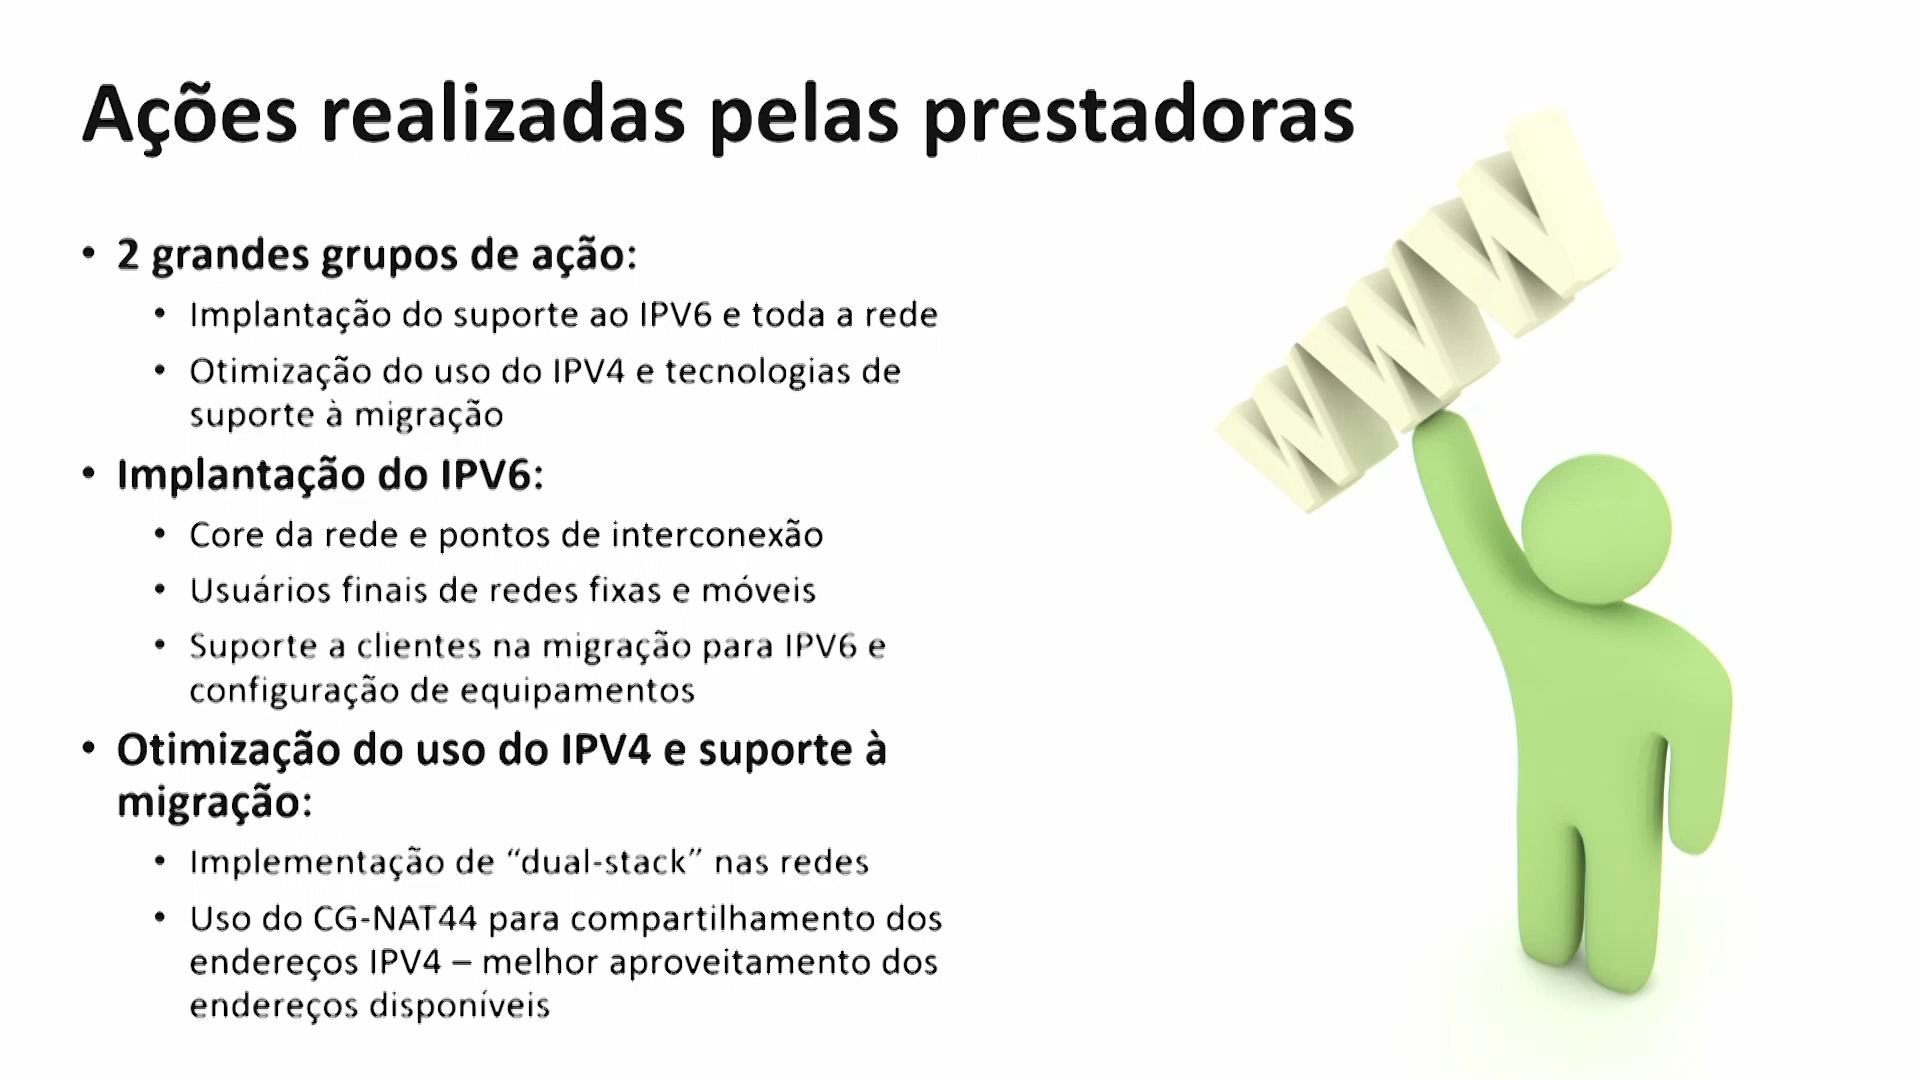 Ações realizadas pelas prestadoras
WWW
• 2 grandes grupos de ação:
• Implantação do suporte ao IPV6 e toda a rede
• Otimização do uso do IPV4 e tecnologias de
suporte à migração
• Implantação do IPV6:
• Core da rede e pontos de interconexão
• Usuários finais de redes fixas e móveis
• Suporte a clientes na migração para IPV6 e
configuração de equipamentos
• Otimização do uso do IPV4 e suporte à
migração:
• Implementação de “dual-stack” nas redes
• Uso do CG-NAT44 para compartilhamento dos
endereços IPV4 – melhor aproveitamento dos
endereços disponíveis